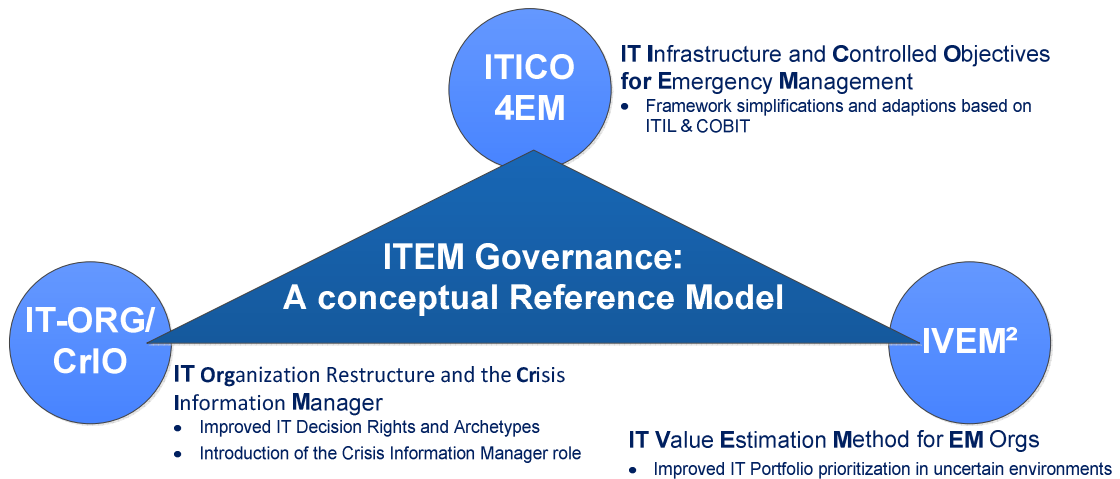 ITICO
4EM
IT Infrastructure and Controlled Objectives
for Emergency Management
• Framework simplifications and adaptions based on
ITIL & COBIT
ITEM Governance:
A conceptual Reference Model
IT-ORG/
CrIO
IVEM²
IT Organization Restructure and the Crisis
Information Manager
• Improved IT Decision Rights and Archetypes
• Introduction of the Crisis Information Manager role
IT Value Estimation Method for EM Orgs
• Improved IT Portfolio prioritization in uncertain environments